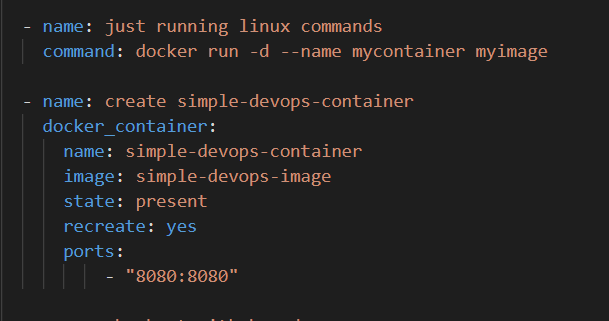 - name: just running linux commands
command: docker run -d --name mycontainer myimage
- name: create simple-devops-container
docker_container:
name: simple-devops-container
image: simple-devops-image
state: present
recreate: yes
ports:
- "8080:8080"